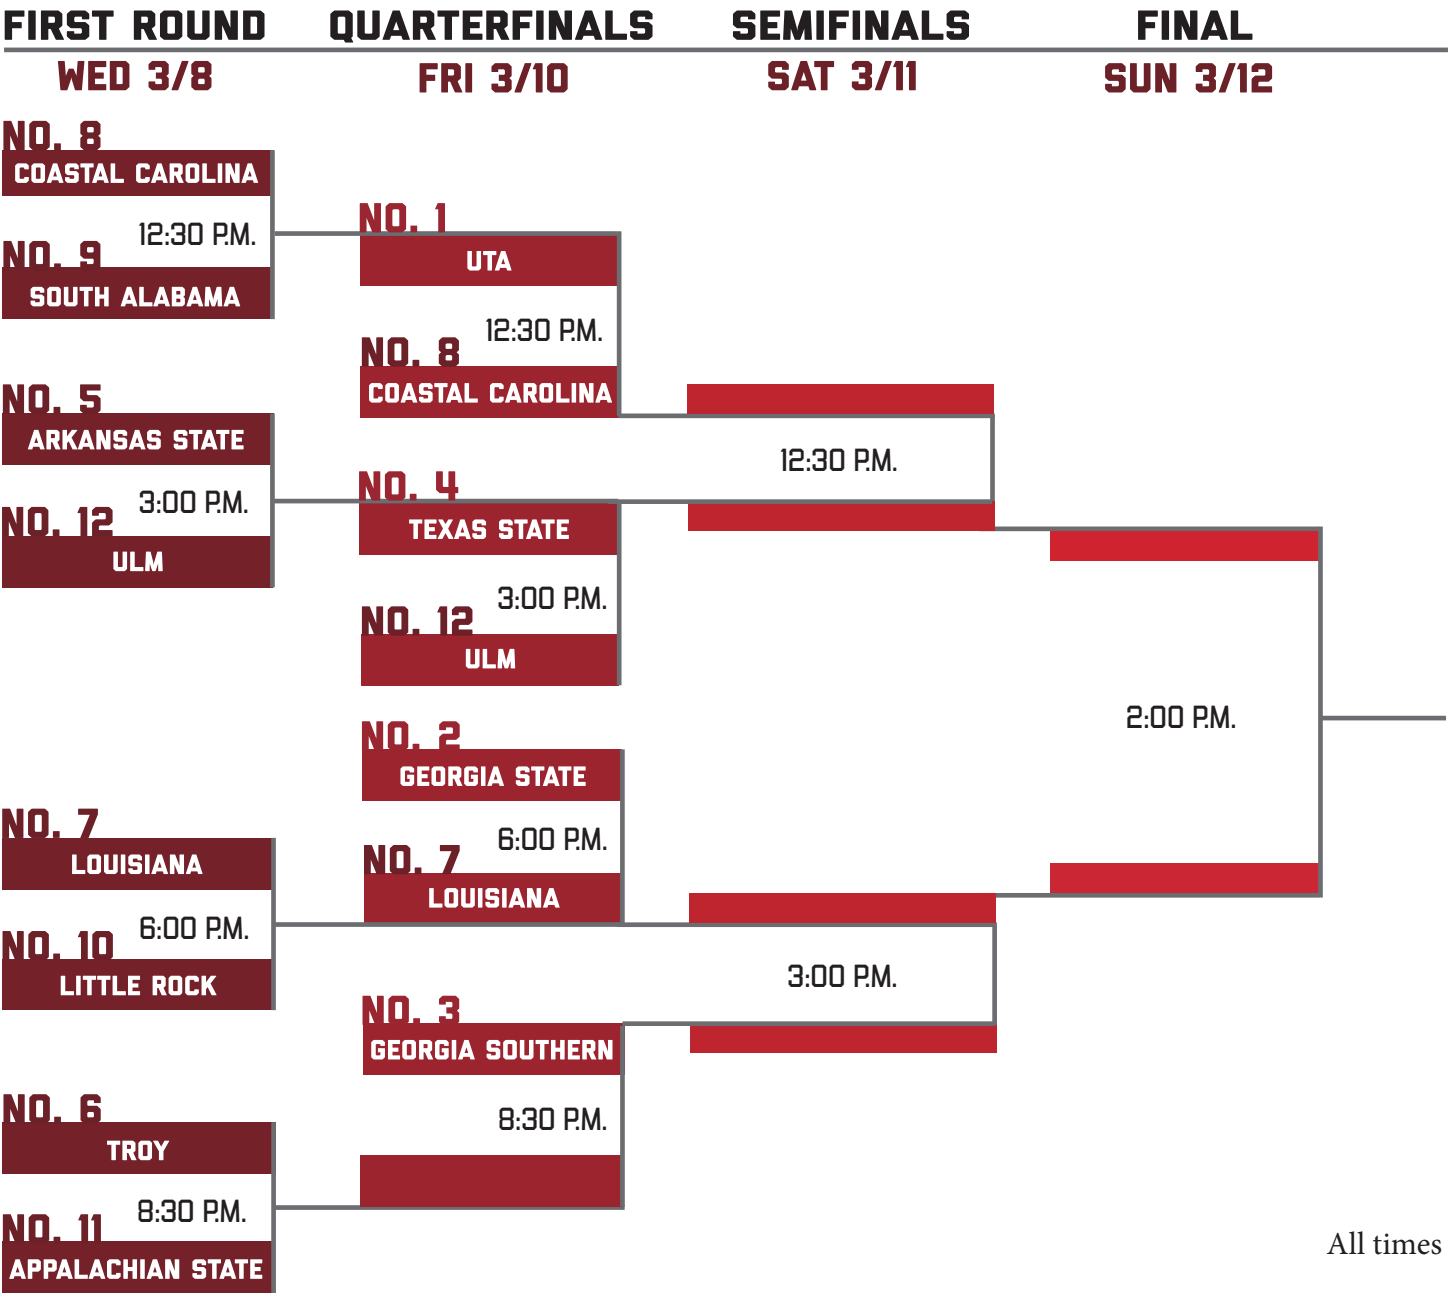 FIRST ROUND
WED 3/8
NO. 8
COASTAL CAROLINA
12:30 P.M.
NO. 9
SOUTH ALABAMA
NO. 5
ARKANSAS STATE
3:00 P.M.
NO. 12
ULM
NO. 7
LOUISIANA
6:00 P.M.
NO. 10
LITTLE ROCK
NO. 6
TROY
8:30 P.M.
NO. 11
APPALACHIAN STATE
QUARTERFINALS
FRI 3/10
NO. 1
UTA
12:30 P.M.
NO. 8
COASTAL CAROLINA
NO. 4
TEXAS STATE
3:00 P.M.
NO. 12
ULM
NO. 2
GEORGIA STATE
6:00 P.M.
NO. 7
LOUISIANA
NO. 3
GEORGIA SOUTHERN
8:30 P.M.
SEMIFINALS
SAT 3/11
12:30 P.M.
3:00 P.M.
FINAL
SUN 3/12
2:00 P.M.
All times